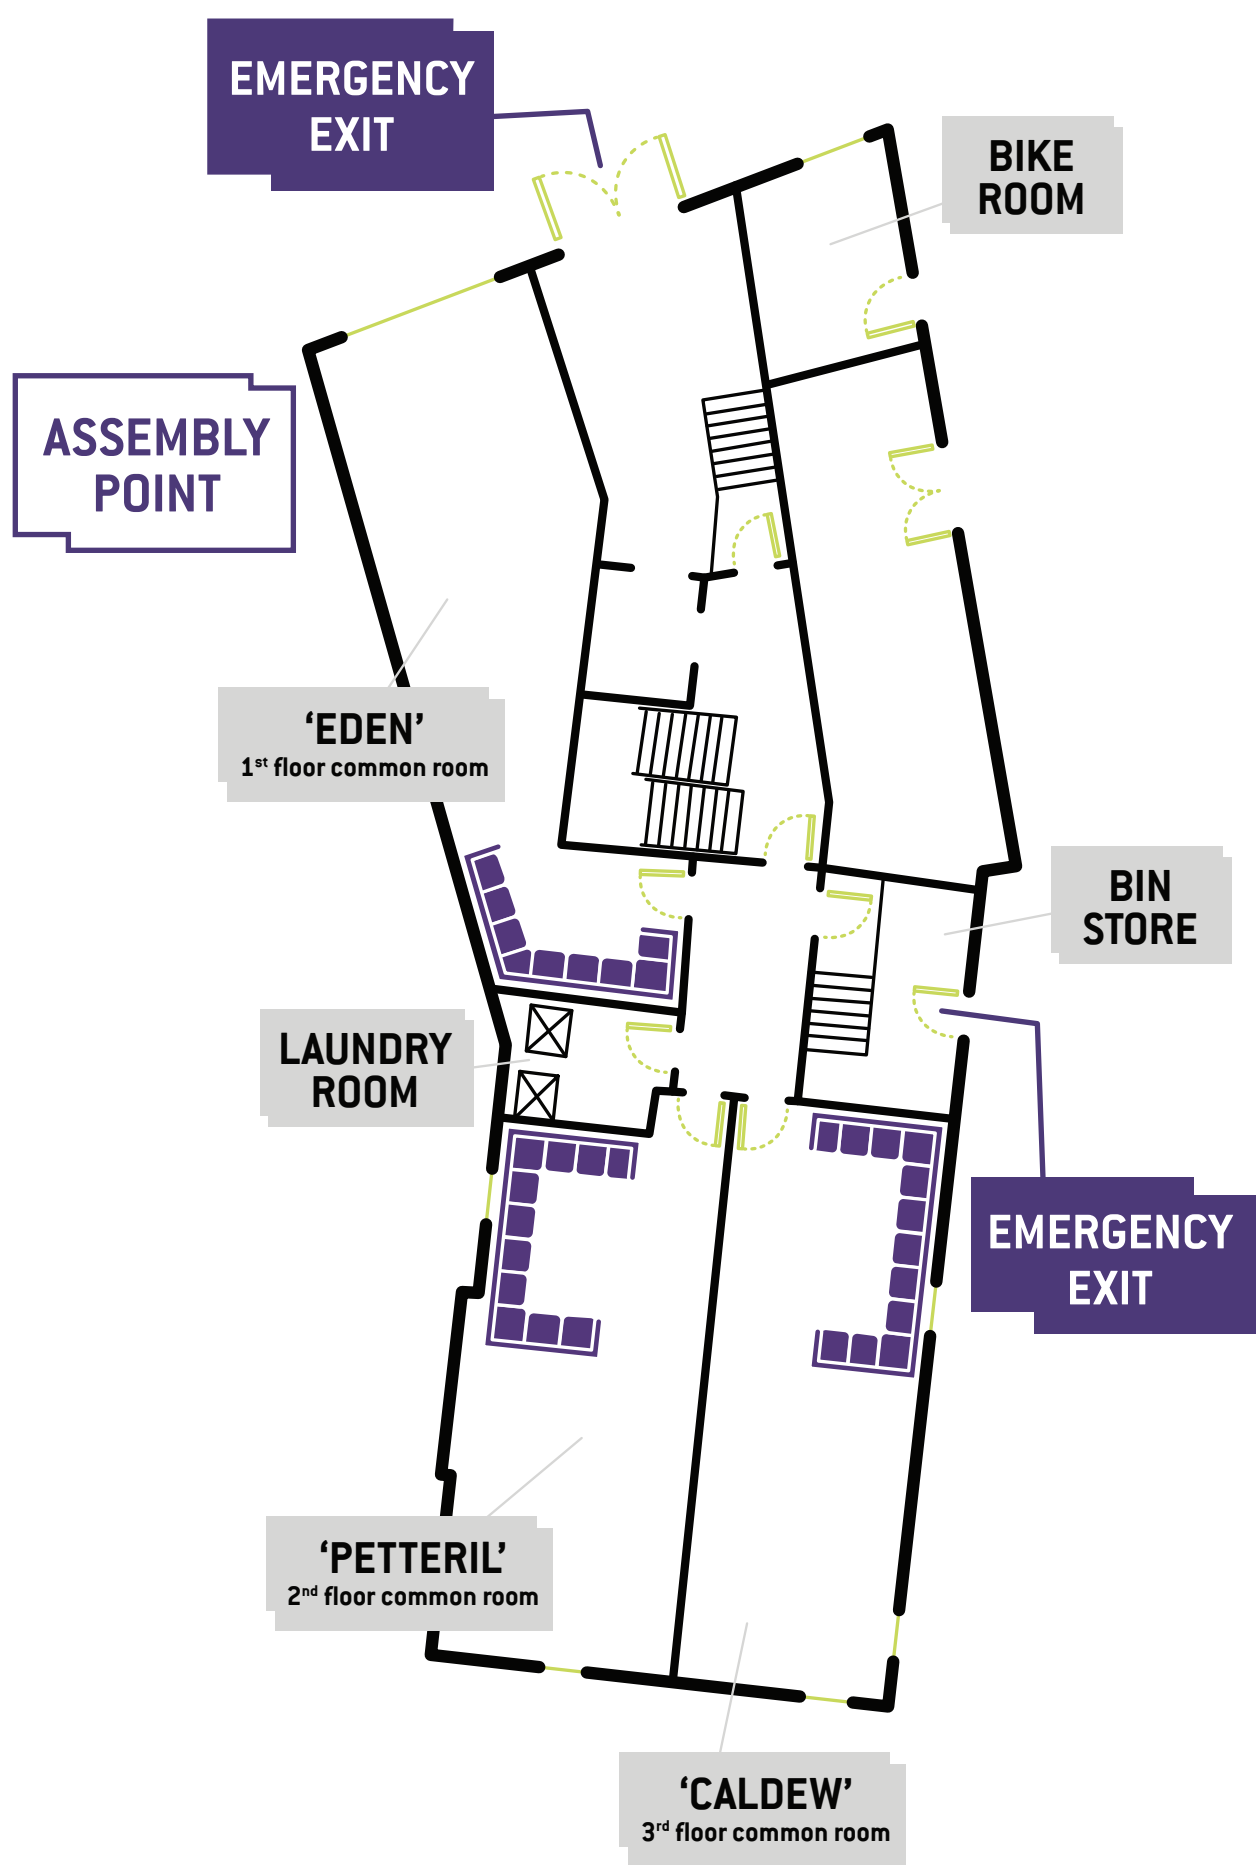 EMERGENCY
EXIT
BIKE
ROOM
ASSEMBLY
POINT
‘EDEN’
1st floor common room
BIN
STORE
LAUNDRY
ROOM
EMERGENCY
EXIT
‘PETTERIL’
2nd floor common room
‘CALDEW’
3rd floor common room